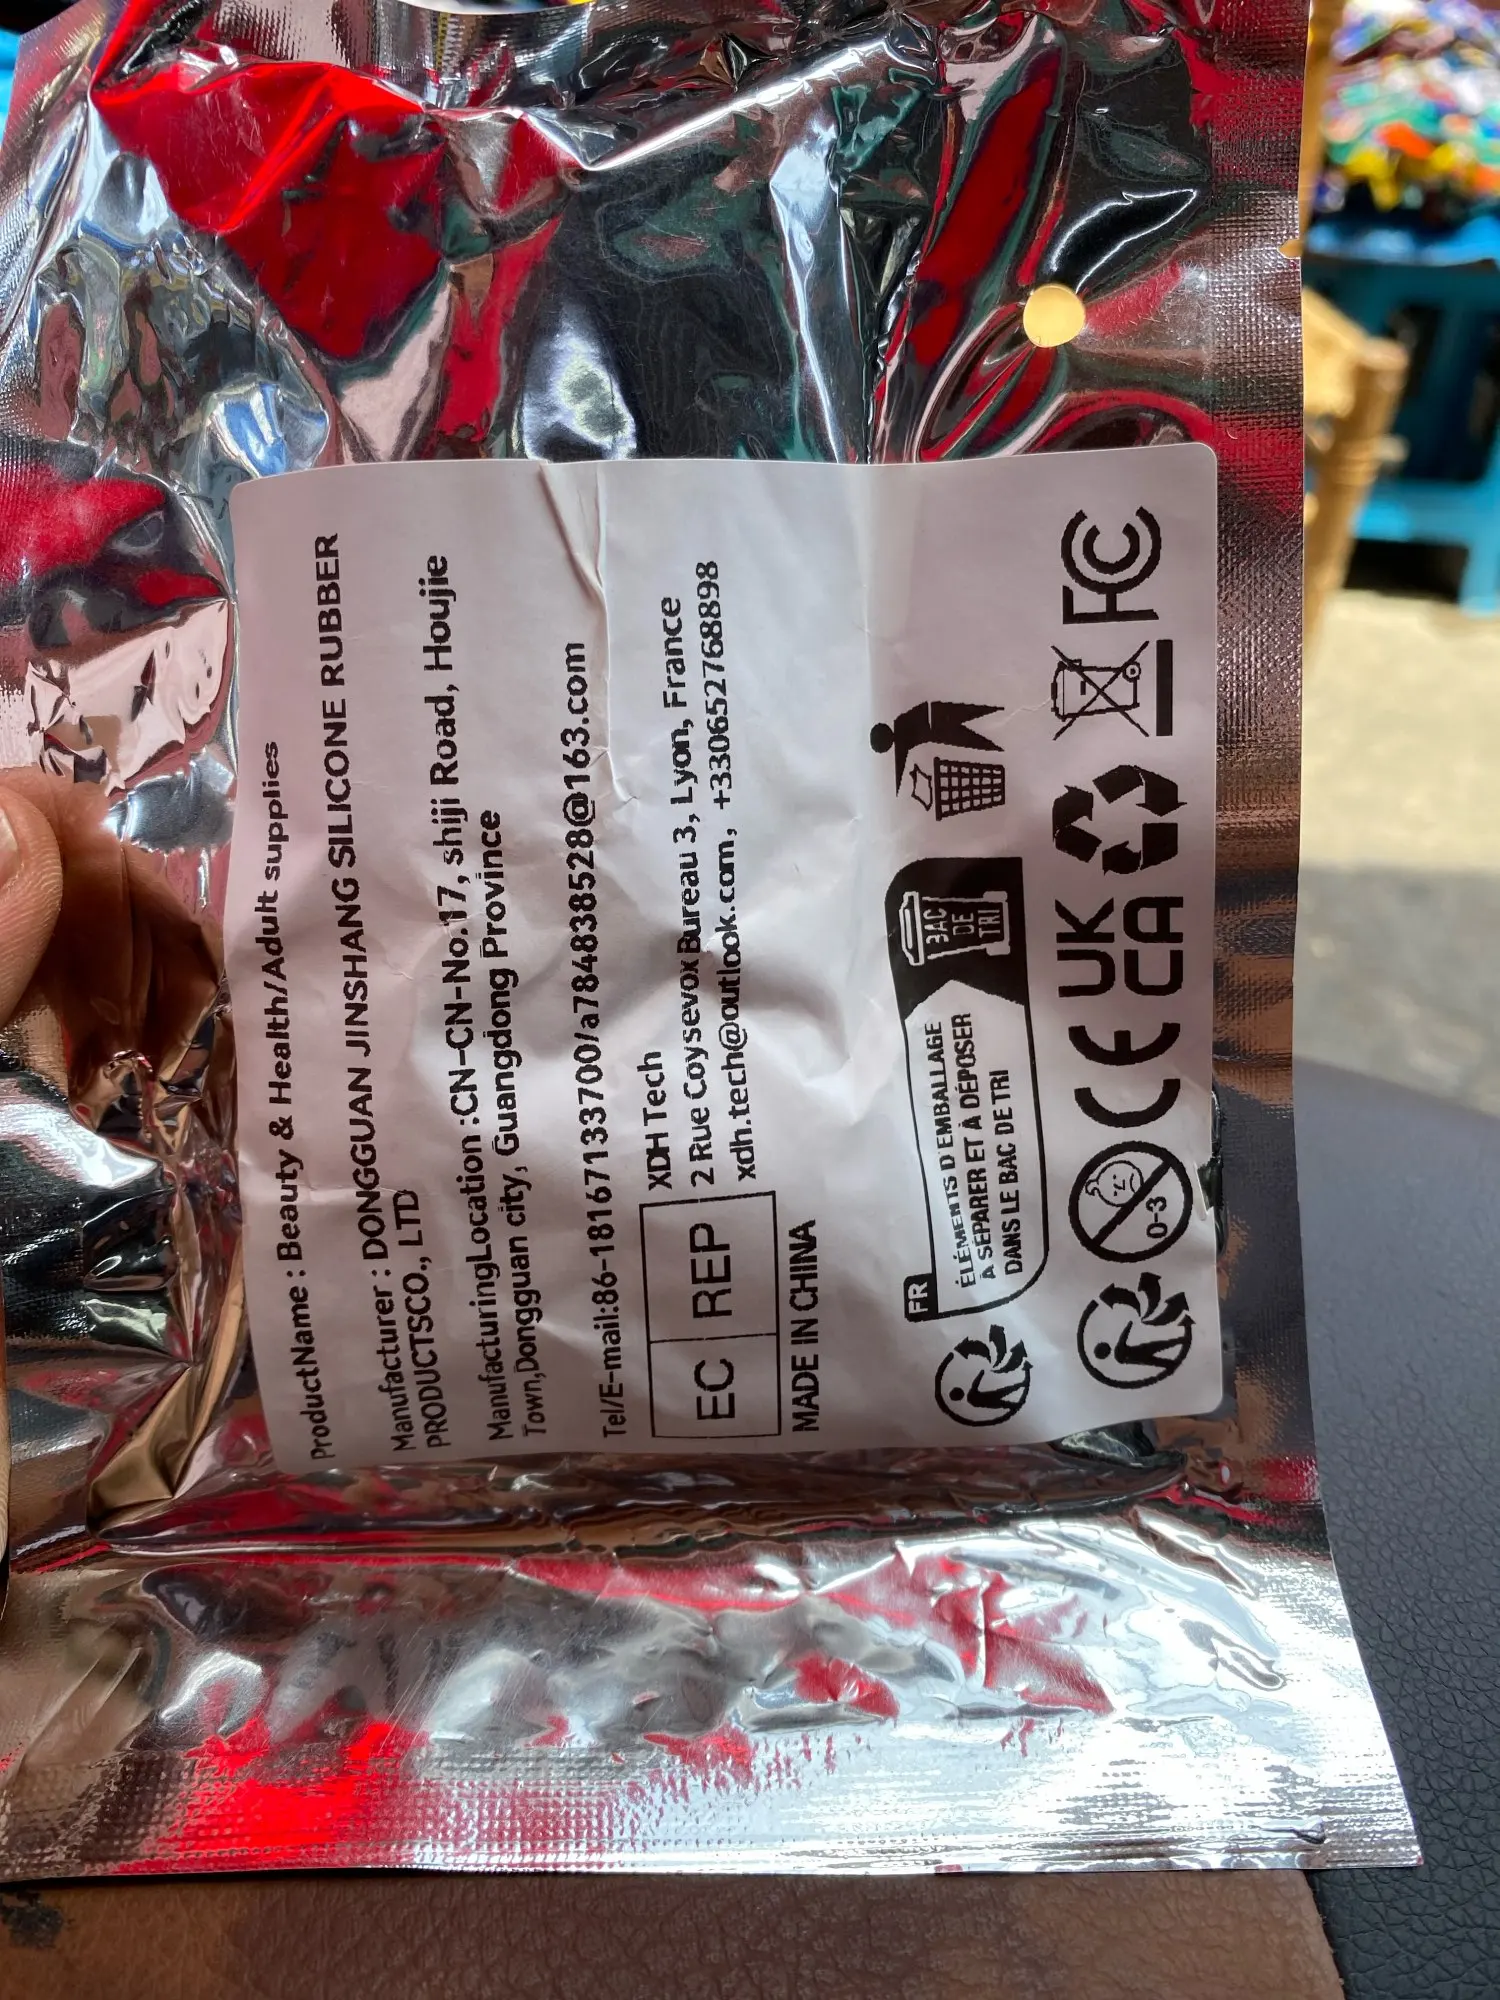 ProductName : Beauty & Health/Adult supplies
Manufacturer : DONGGUAN JINSHANG SILICONE RUBBER
PRODUCTSCO., LTD
ManufacturingLocation :CN-CN-No.17, shiji Road, Houjie
Town,Dongguan city, Guangdong Province
Tel/E-mail:86-18167133700/a784838528@163.com
EC REP
XDH Tech
2 Rue Coysevox Bureau 3, Lyon, France
xdh.tech@outlook.com, +330652768898
MADE IN CHINA
FR
ÉLÉMENTS D'EMBALLAGE
À SÉPARER ET À DÉPOSER
DANS LE BAC DE TRI
BAC
DE
TRI
0-3
CE
UK
CA
FC